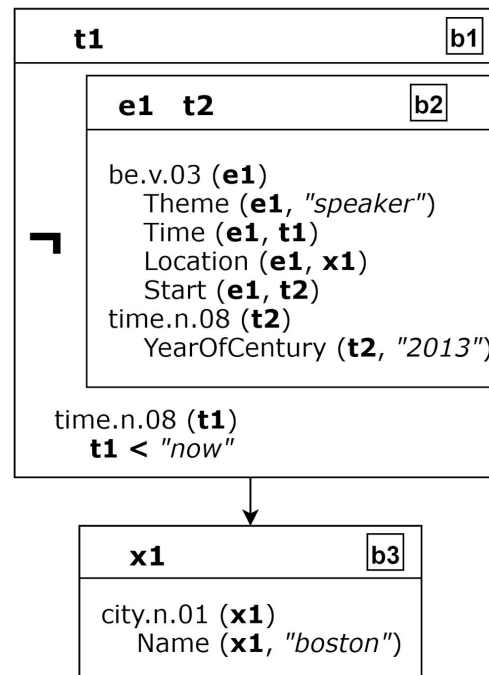 t1 b1
e1 t2 b2
be.v.03 (e1)
Theme (e1, "speaker")
Time (e1, t1)
¬
Location (e1, x1)
Start (e1, t2)
time.n.08 (t2)
YearOfCentury (t2, "2013")
time.n.08 (t1)
t1 < "now"
x1 b3
city.n.01 (x1)
Name (x1, "boston")